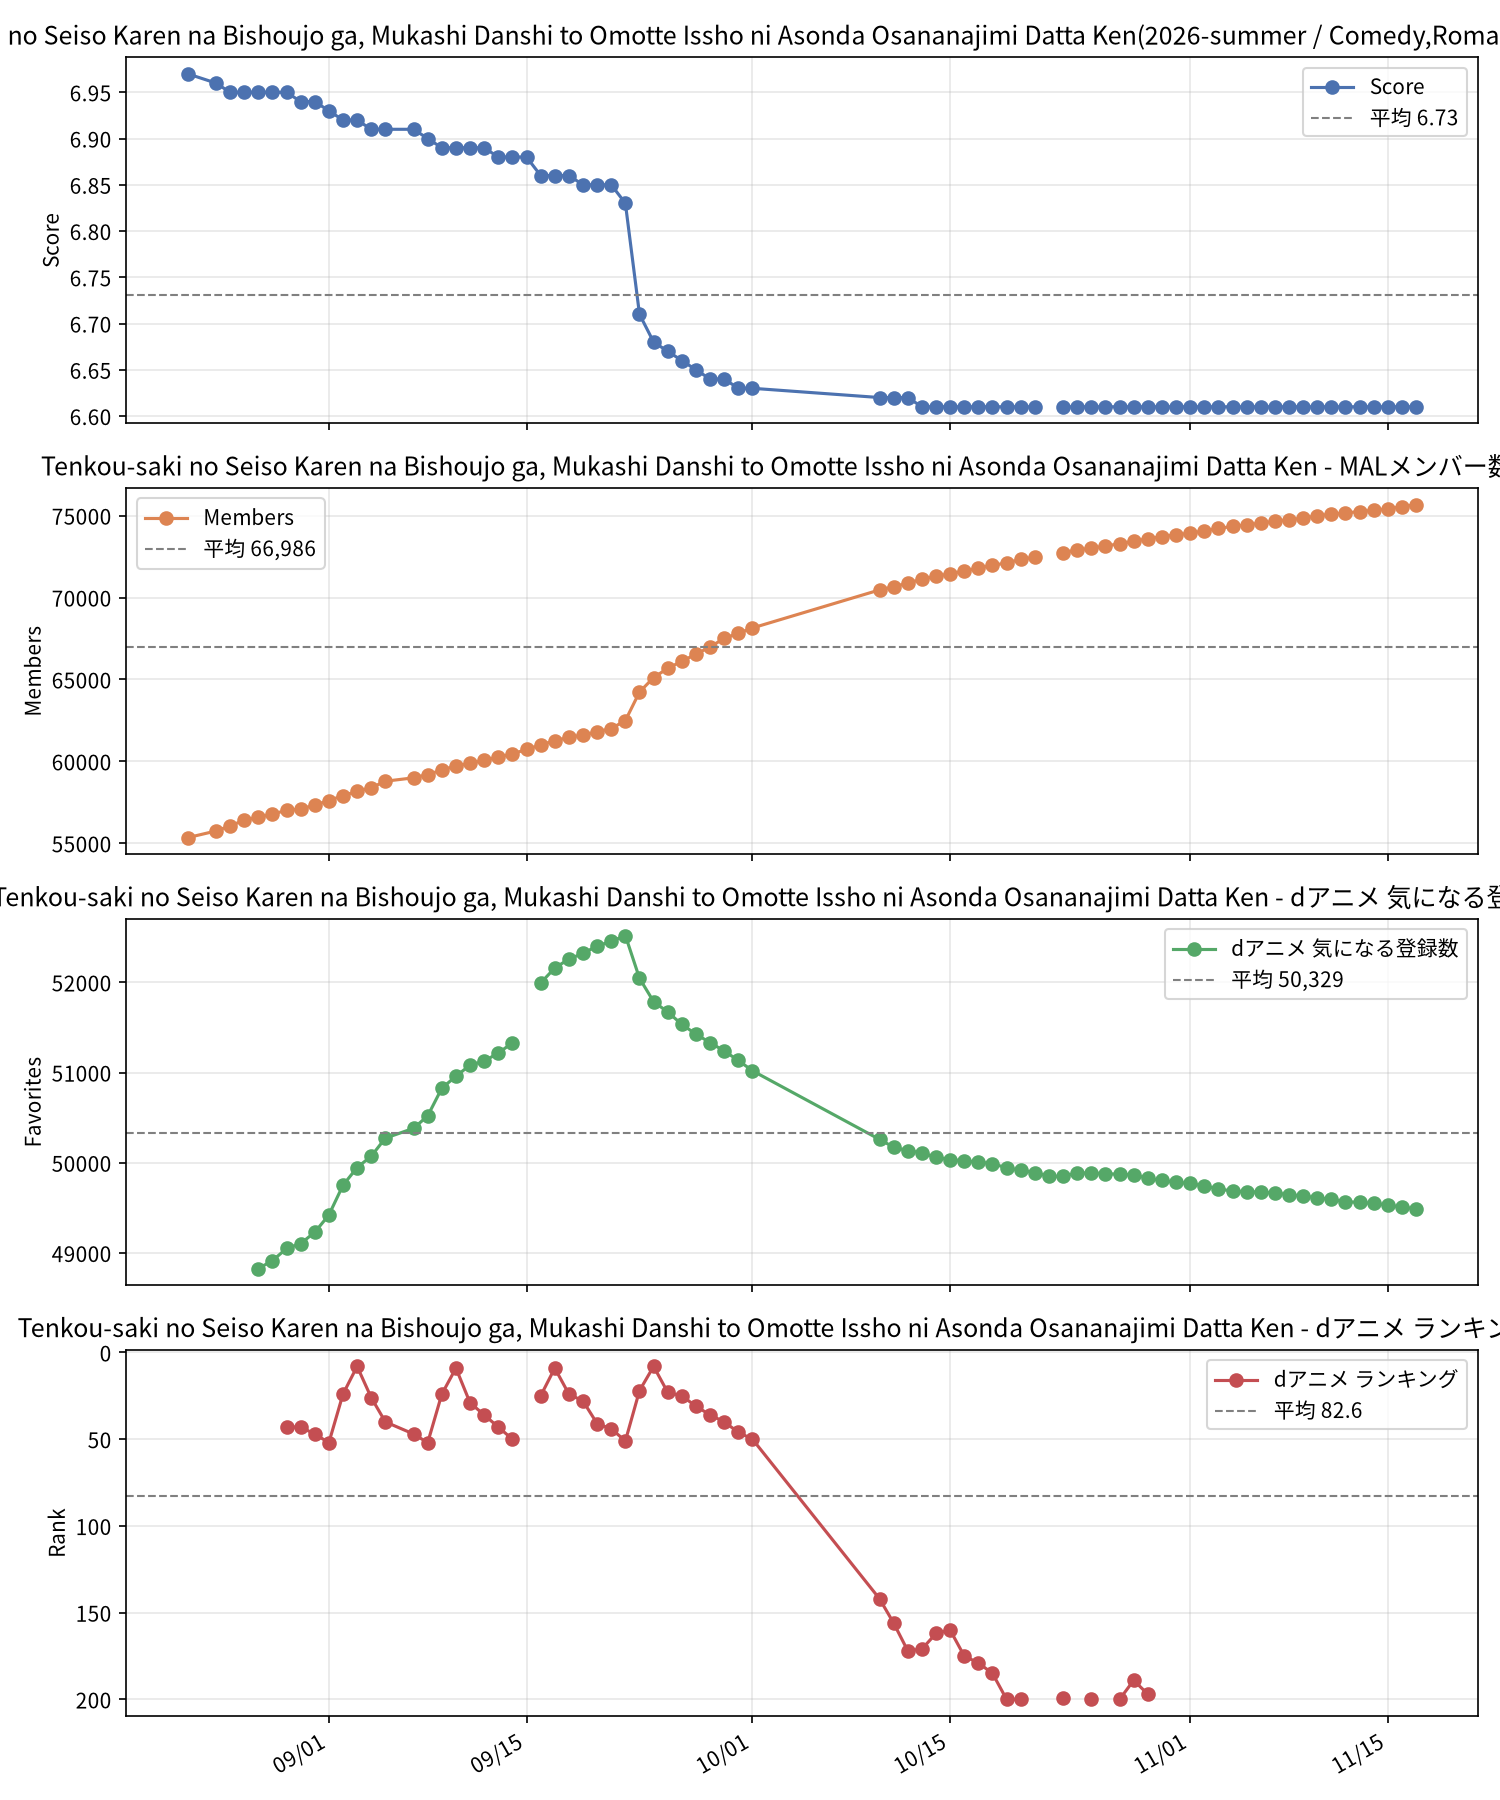 no Seiso Karen na Bishoujo ga, Mukashi Danshi to Omotte Issho ni Asonda Osananajimi Datta Ken(2026-summer / Comedy,Roma
Score
平均 6.73
6.95
6.90
6.85
6.80
6.75
6.70
6.65
6.60
Score
Tenkou-saki no Seiso Karen na Bishoujo ga, Mukashi Danshi to Omotte Issho ni Asonda Osananajimi Datta Ken - MALメンバー数
Members
平均 66,986
75000
70000
65000
60000
55000
Members
Tenkou-saki no Seiso Karen na Bishoujo ga, Mukashi Danshi to Omotte Issho ni Asonda Osananajimi Datta Ken - dアニメ 気になる登
dアニメ 気になる登録数
平均 50,329
52000
51000
50000
49000
Favorites
Tenkou-saki no Seiso Karen na Bishoujo ga, Mukashi Danshi to Omotte Issho ni Asonda Osananajimi Datta Ken - dアニメ ランキン
dアニメ ランキング
平均 82.6
0
50
100
150
200
Rank
09/01
09/15
10/01
10/15
11/01
11/15